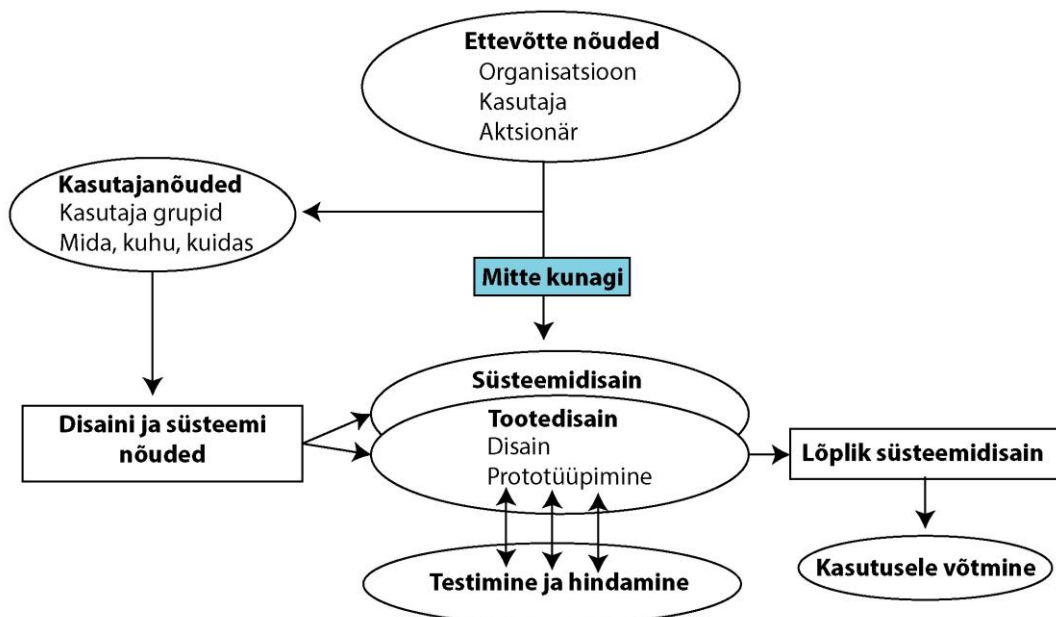 Ettevõtte nõuded
Organisatsioon
Kasutaja
Aktsionär
Kasutajanõuded
Kasutaja grupid
Mida, kuhu, kuidas
Mitte kunagi
Süsteemidisain
Tootedisain
Disain
Prototüüpimine
Disaini ja süsteemi
nõuded
Lõplik süsteemidisain
Testimine ja hindamine
Kasutusele võtmine